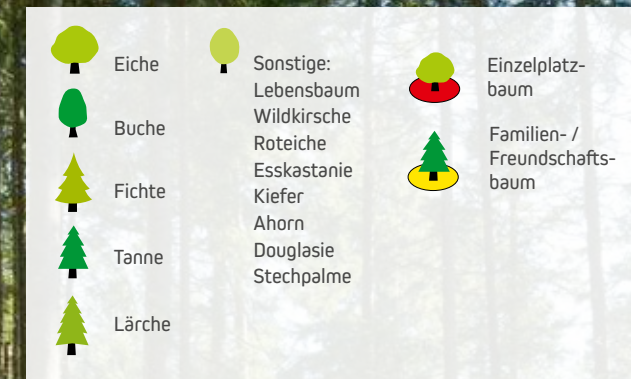 Eiche
Buche
Fichte
Tanne
Lärche
Sonstige:
Lebensbaum
Wildkirsche
Roteiche
Esskastanie
Kiefer
Ahorn
Douglasie
Stechpalme
Einzelplatz-
baum
Familien- /
Freundschafts-
baum